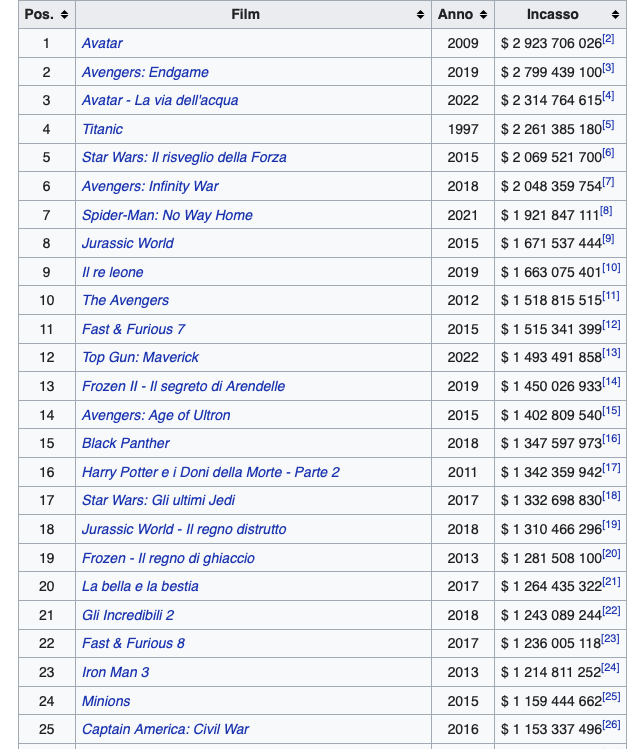 Pos. Film Anno Incasso
1 Avatar 2009 $ 2 923 706 026[2]
2 Avengers: Endgame 2019 $ 2 799 439 100[3]
3 Avatar - La via dell'acqua 2022 $ 2 314 764 615[4]
4 Titanic 1997 $ 2 261 385 180[5]
5 Star Wars: Il risveglio della Forza 2015 $ 2 069 521 700[6]
6 Avengers: Infinity War 2018 $ 2 048 359 754[7]
7 Spider-Man: No Way Home 2021 $ 1 921 847 111[8]
8 Jurassic World 2015 $ 1 671 537 444[9]
9 Il re leone 2019 $ 1 663 075 401[10]
10 The Avengers 2012 $ 1 518 815 515[11]
11 Fast & Furious 7 2015 $ 1 515 341 399[12]
12 Top Gun: Maverick 2022 $ 1 493 491 858[13]
13 Frozen II - Il segreto di Arendelle 2019 $ 1 450 026 933[14]
14 Avengers: Age of Ultron 2015 $ 1 402 809 540[15]
15 Black Panther 2018 $ 1 347 597 973[16]
16 Harry Potter e i Doni della Morte - Parte 2 2011 $ 1 342 359 942[17]
17 Star Wars: Gli ultimi Jedi 2017 $ 1 332 698 830[18]
18 Jurassic World - Il regno distrutto 2018 $ 1 310 466 296[19]
19 Frozen - Il regno di ghiaccio 2013 $ 1 281 508 100[20]
20 La bella e la bestia 2017 $ 1 264 435 322[21]
21 Gli Incredibili 2 2018 $ 1 243 089 244[22]
22 Fast & Furious 8 2017 $ 1 236 005 118[23]
23 Iron Man 3 2013 $ 1 214 811 252[24]
24 Minions 2015 $ 1 159 444 662[25]
25 Captain America: Civil War 2016 $ 1 153 337 496[26]